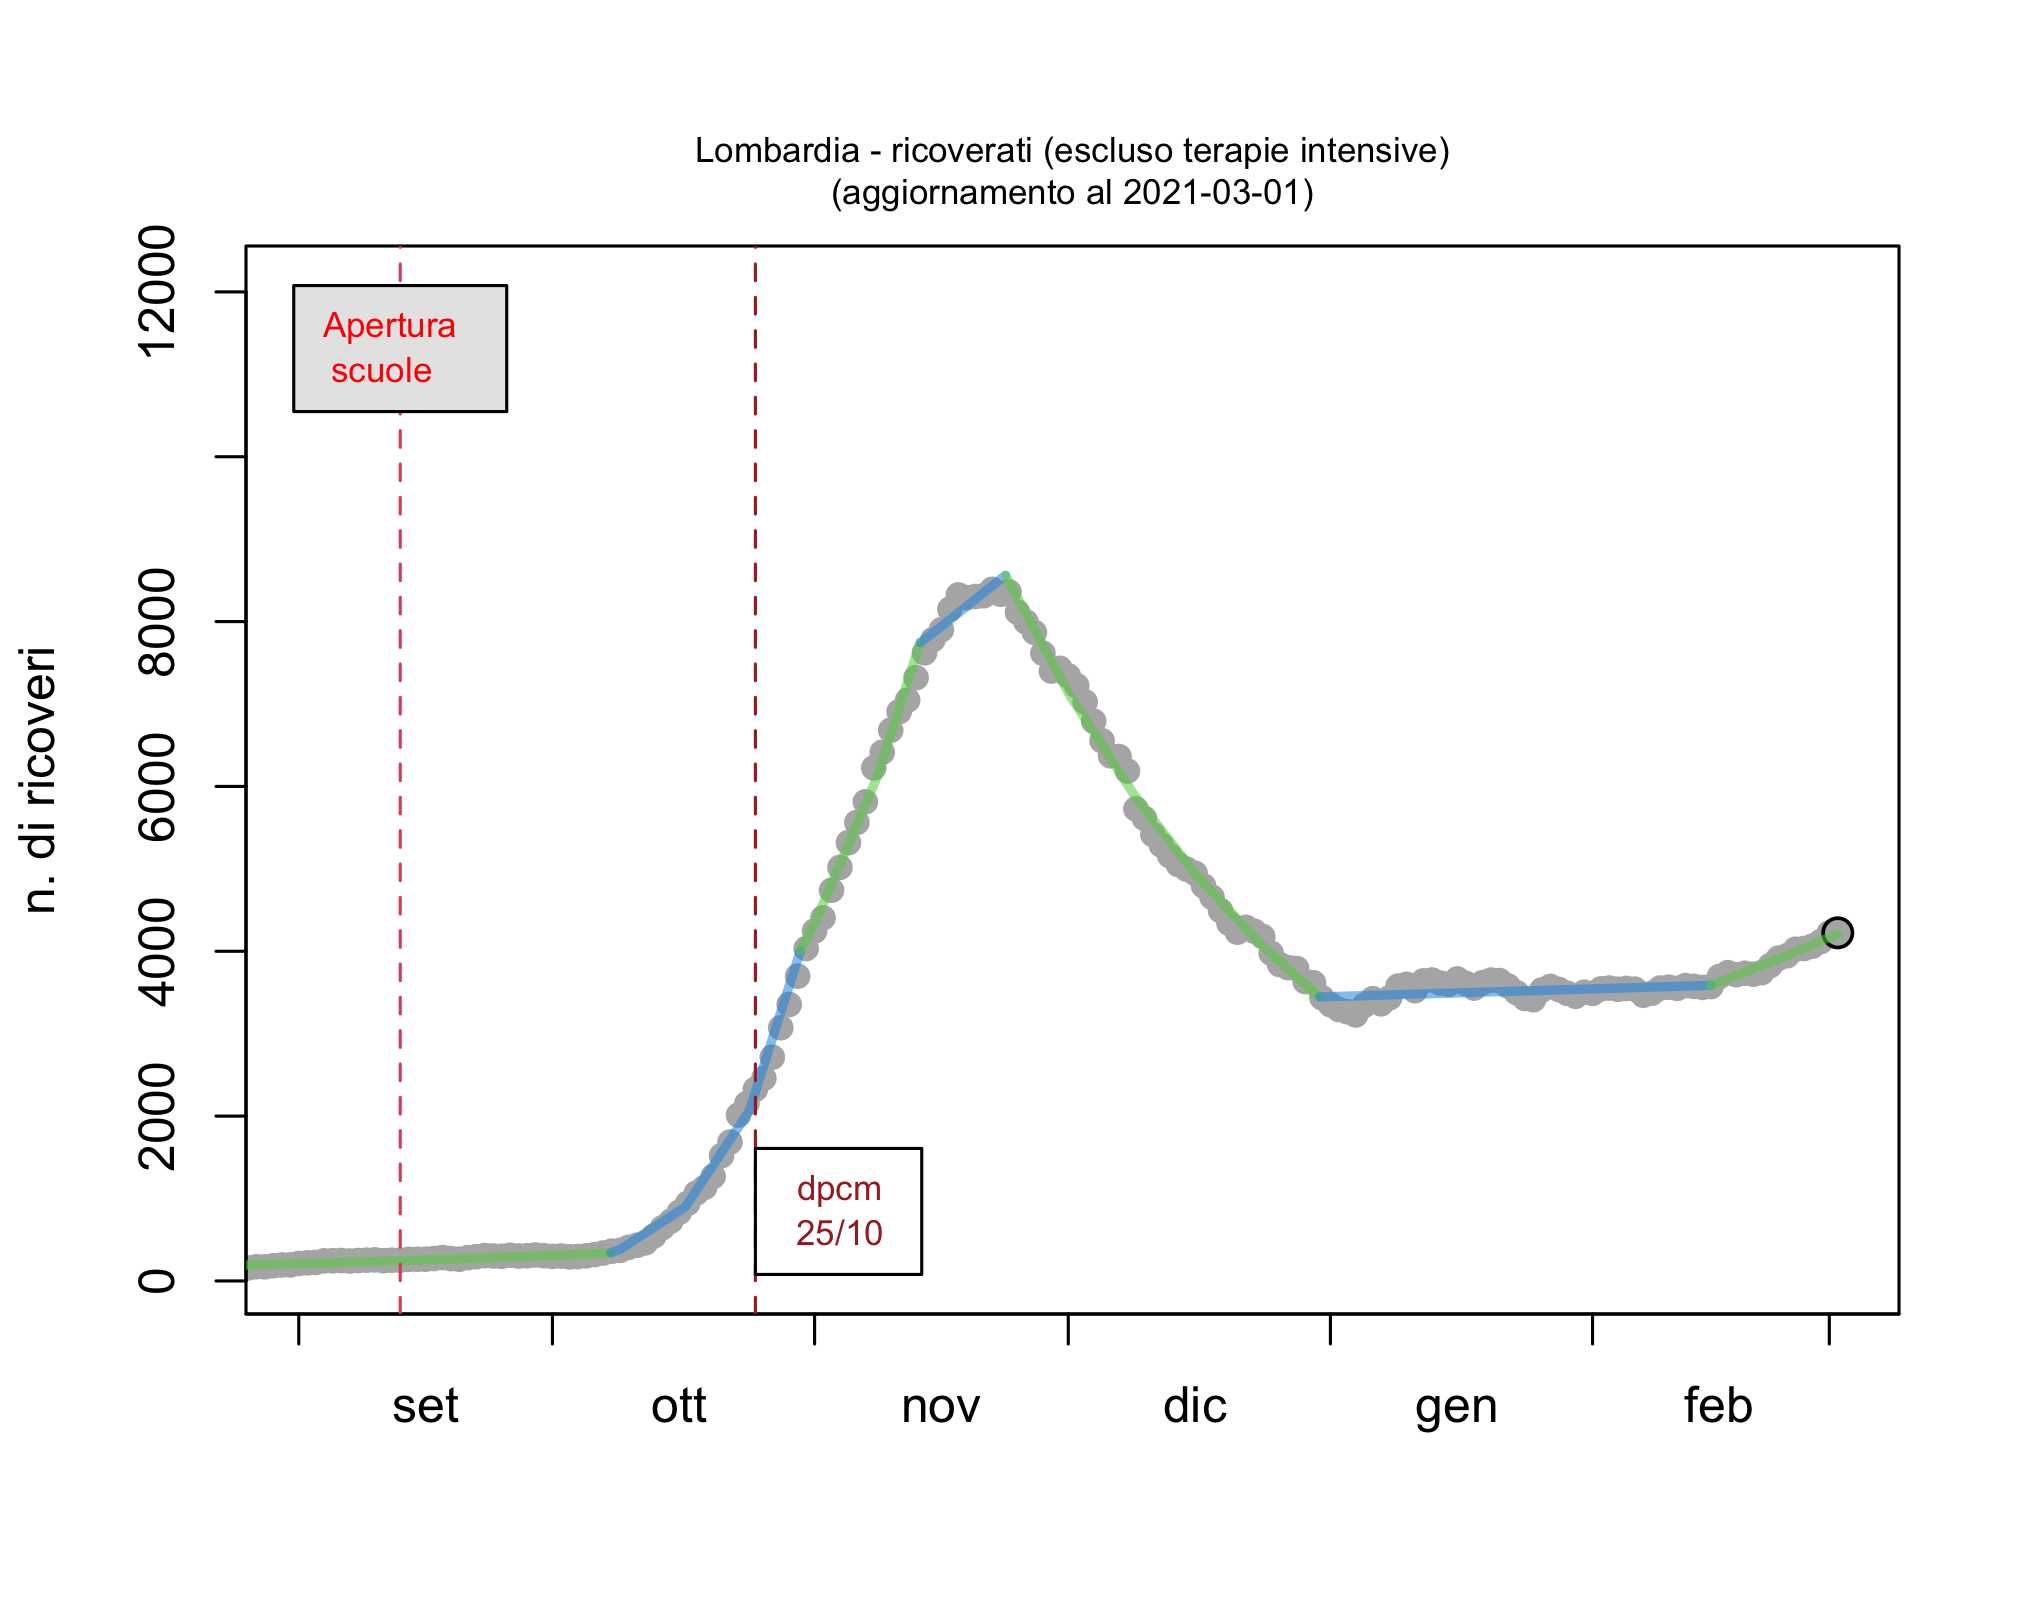 Lombardia - ricoverati (escluso terapie intensive)
(aggiornamento al 2021-03-01)
n. di ricoveri
12000
8000
6000
4000
2000
0
Apertura
scuole
dpcm
25/10
set
ott
nov
dic
gen
feb